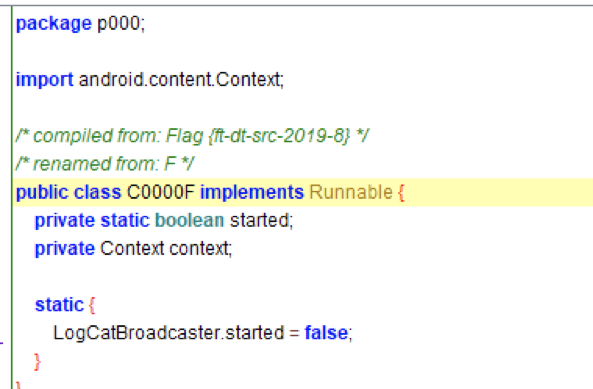 package p000;
import android.content.Context;
/* compiled from: Flag {ft-dt-src-2019-8} */
/* renamed from: F */
public class C0000F implements Runnable {
private static boolean started;
private Context context;
static {
LogCatBroadcaster.started = false;
}
}